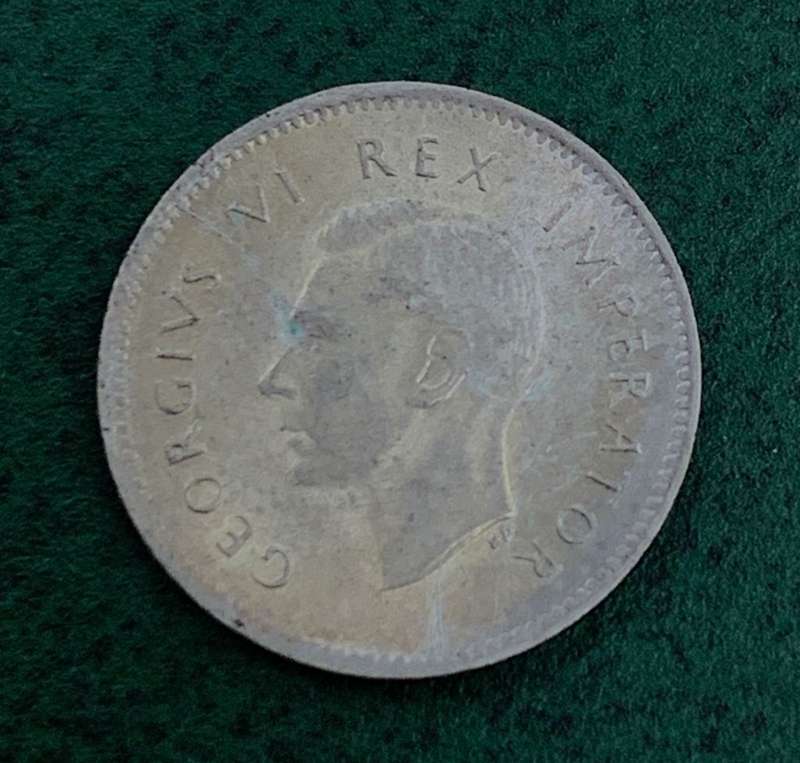 GEORGIVS VI REX IMPERATOR